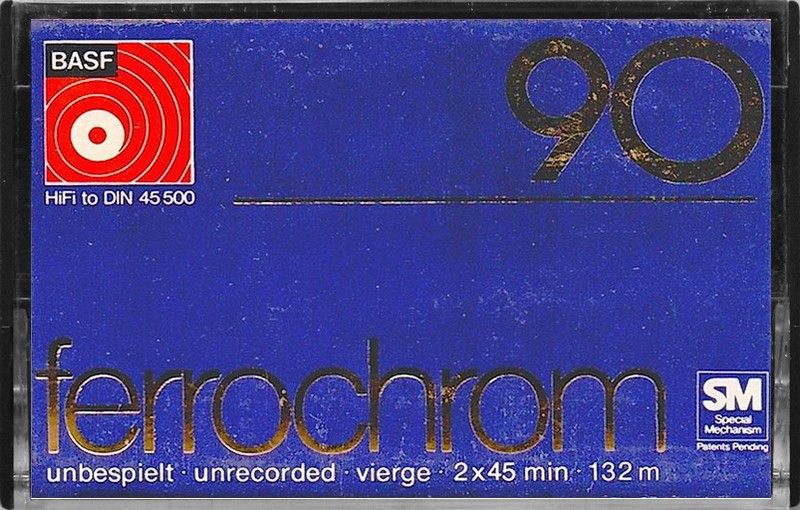 BASF
90
HiFi to DIN 45 500
ferrochrom
SM
Special
Mechanism
Patents Pending
unbespielt · unrecorded · vierge · 2x45 min · 132 m